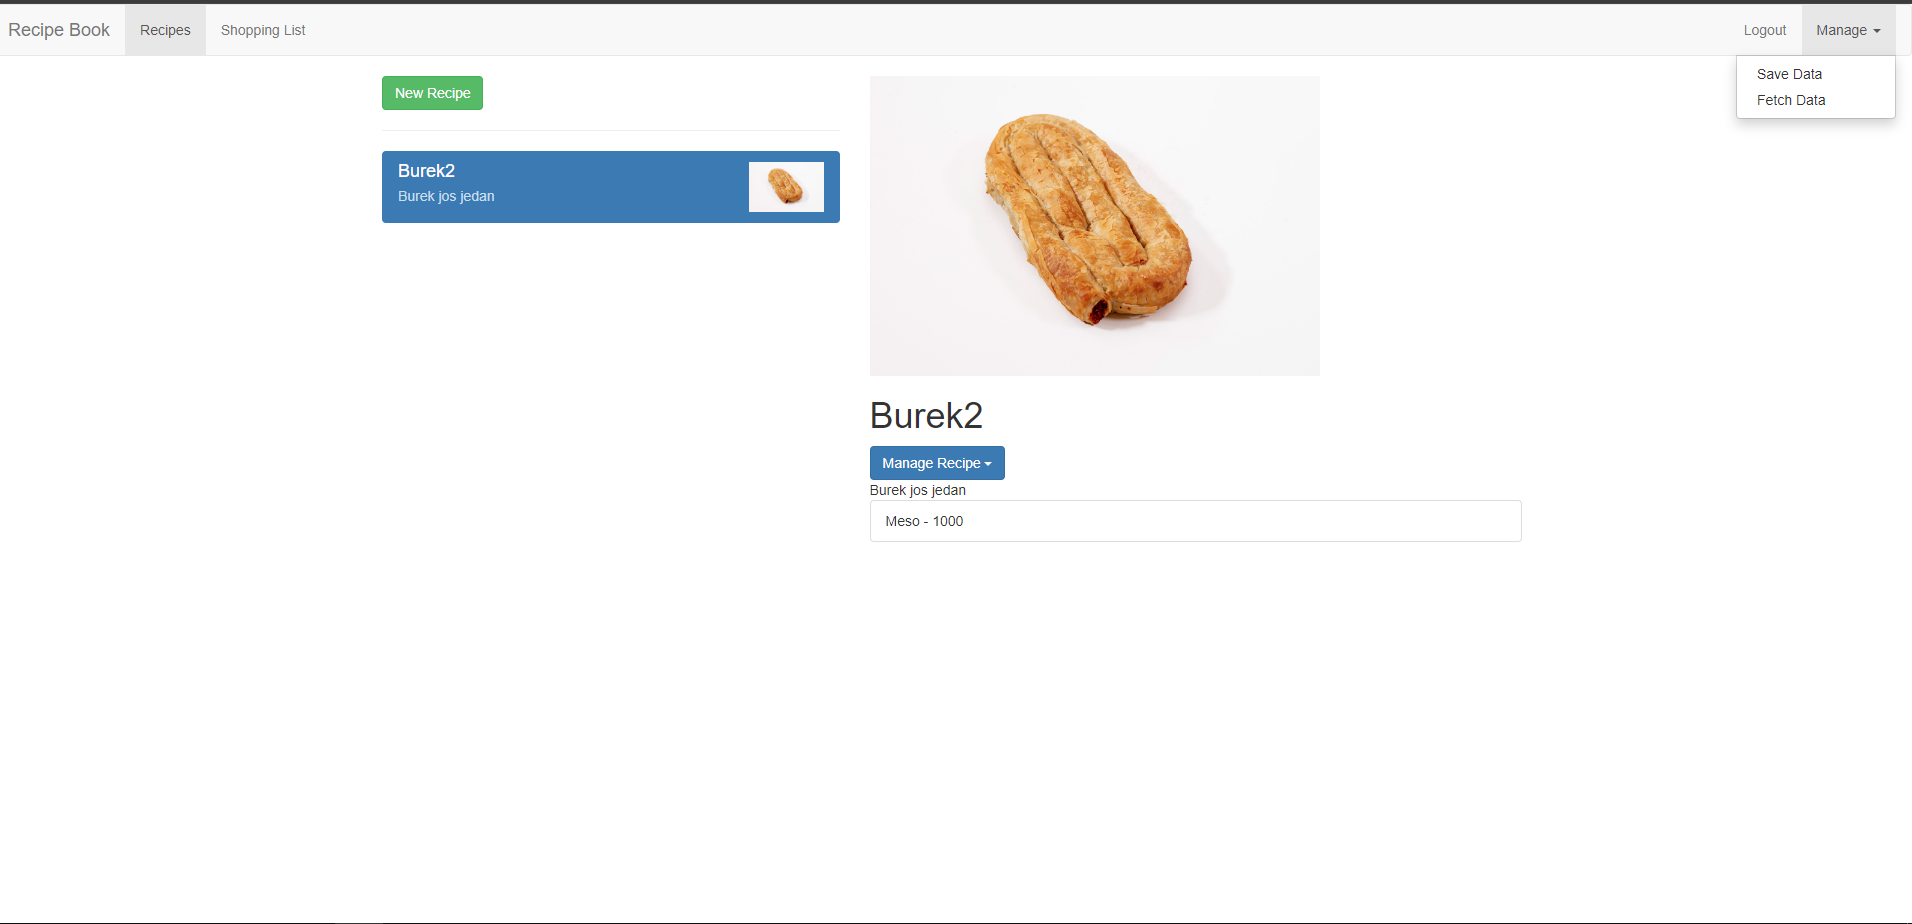 Recipe Book Recipes Shopping List Logout Manage
Save Data
Fetch Data
New Recipe
Burek2
Burek jos jedan
Burek2
Manage Recipe
Burek jos jedan
Meso - 1000